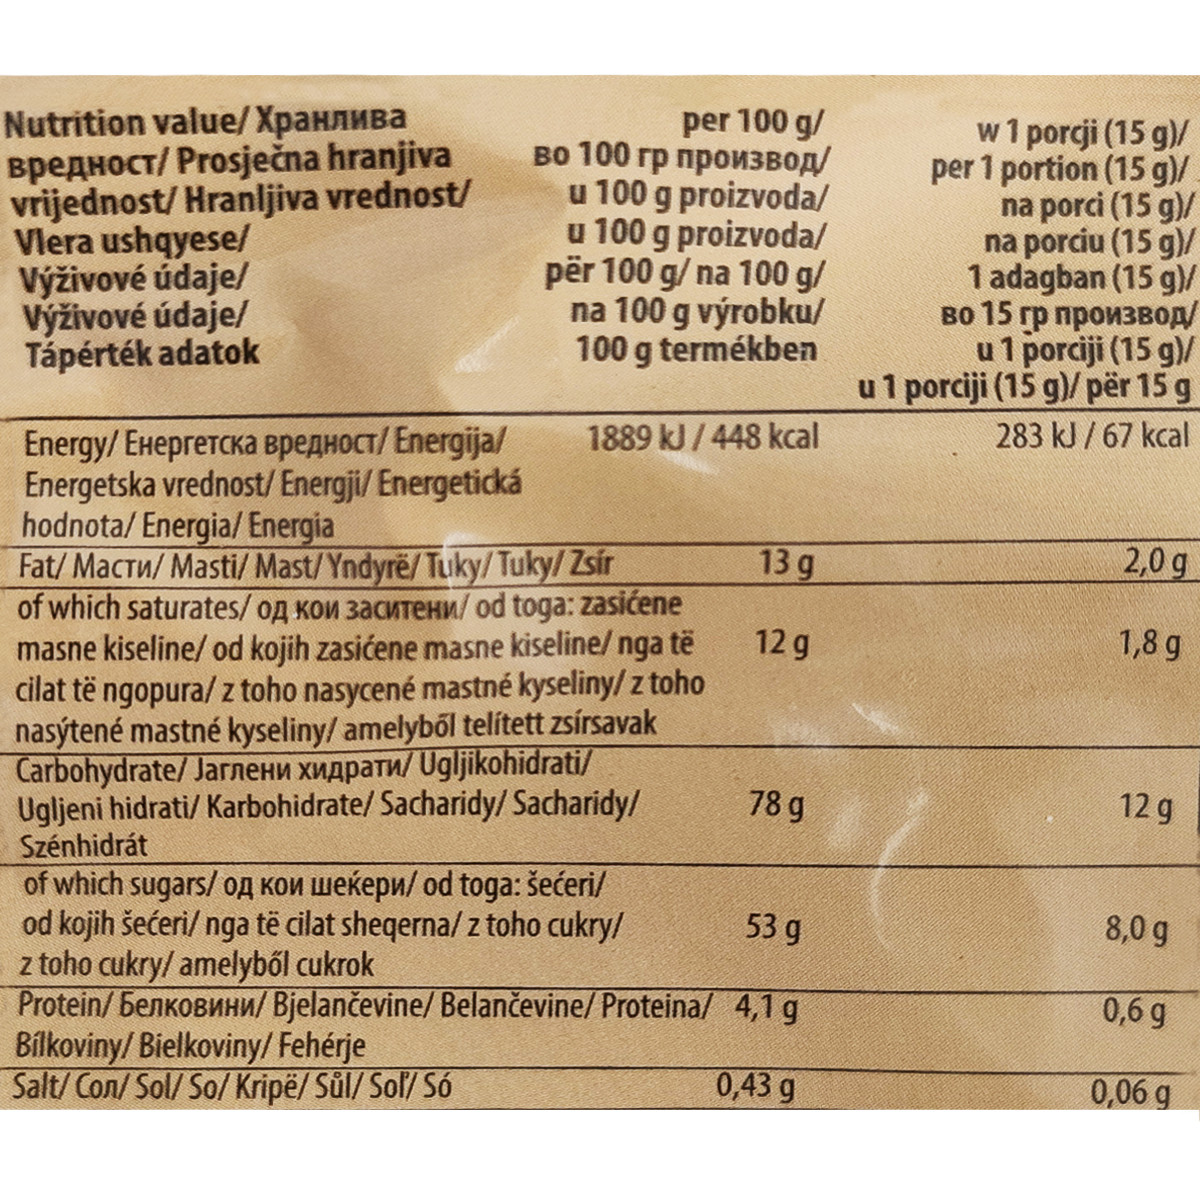 Nutrition value/ Хранлива
вредност/ Prosječna hranjiva
vrijednost/ Hranljiva vrednost/
Vlera ushqyese/
Výživové údaje/
Výživové údaje/
Tápérték adatok
per 100 g/
во 100 гр производ/
u 100 g proizvoda/
u 100 g proizvoda/
për 100 g/ na 100 g/
na 100 g výrobku/
100 g termékben
w 1 porcji (15 g)/
per 1 portion (15 g)/
na porci (15 g)/
na porciu (15 g)/
1 adagban (15 g)/
во 15 гр производ/
u 1 porciji (15 g)/
u 1 porciji (15 g)/ për 15 g
Energy/ Енергетска вредност/ Energija/ 1889 kJ / 448 kcal 283 kJ / 67 kcal
Energetska vrednost/ Energji/ Energetická
hodnota/ Energia/ Energia
Fat/ Масти/ Masti/ Mast/ Yndyrë/ Tuky/ Tuky/ Zsír 13 g 2,0 g
of which saturates/ од кои заситени/ od toga: zasićene
masne kiseline/ od kojih zasićene masne kiseline/ nga të 12 g 1,8 g
cilat të ngopura/ z toho nasycené mastné kyseliny/ z toho
nasýtené mastné kyseliny/ amelyből telített zsírsavak
Carbohydrate/ Јаглени хидрати/ Ugljikohidrati/
Ugljeni hidrati/ Karbohidrate/ Sacharidy/ Sacharidy/ 78 g 12 g
Szénhidrát
of which sugars/ од кои шеќери/ od toga: šećeri/
od kojih šećeri/ nga të cilat sheqerna/ z toho cukry/ 53 g 8,0 g
z toho cukry/ amelyből cukrok
Protein/ Белковини/ Bjelančevine/ Belančevine/ Proteina/ 4,1 g 0,6 g
Bílkoviny/ Bielkoviny/ Fehérje
Salt/ Сол/ Sol/ So/ Kripë/ Sůl/ Soľ/ Só 0,43 g 0,06 g